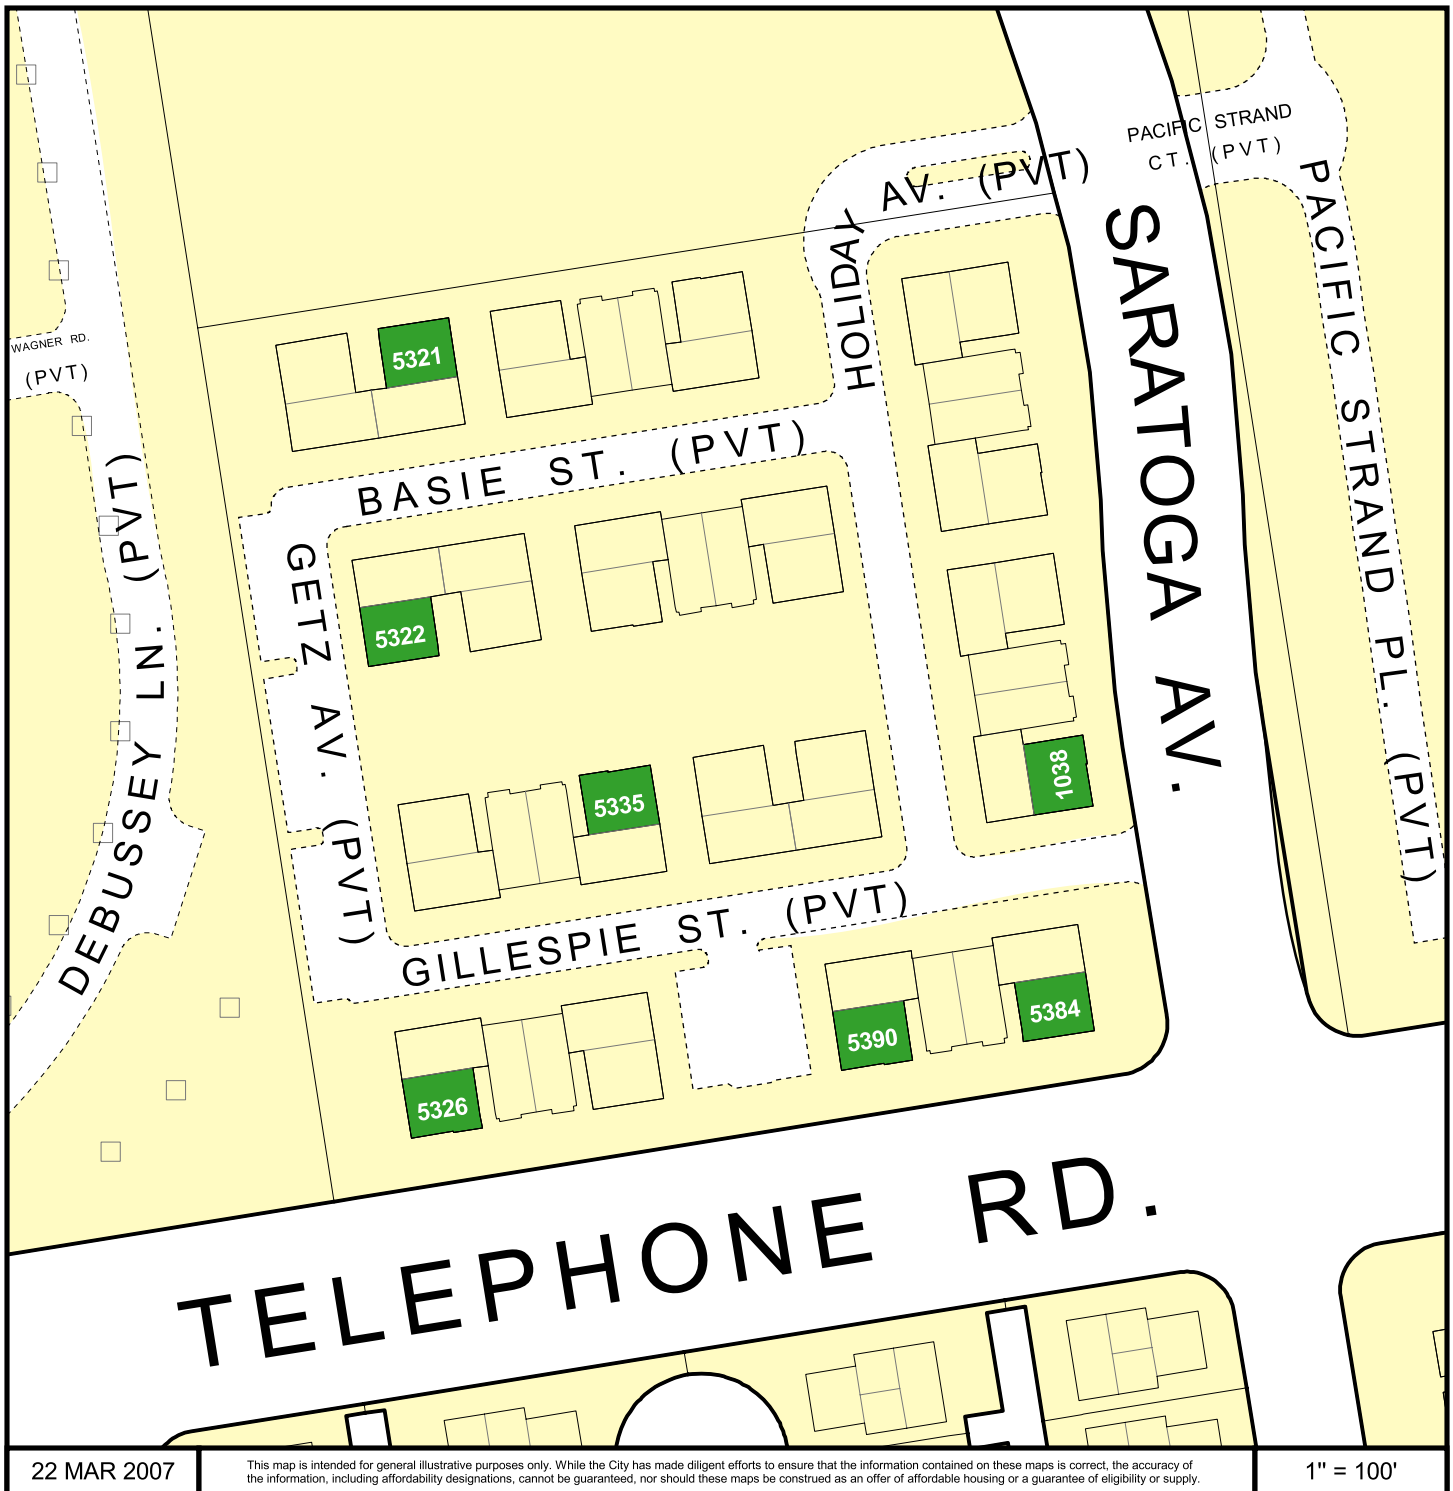 PACIFIC STRAND
CT. (PVT)
HOLIDAY AV. (PVT)
SARATOGA AV.
PACIFIC STRAND PL. (PVT)
WAGNER RD.
(PVT)
5321
BASIE ST. (PVT)
GETZ AV. (PVT)
5322
DEBUSSEY LN. (PVT)
1038
5335
GILLESPIE ST. (PVT)
5390
5384
5326
TELEPHONE RD.
22 MAR 2007
This map is intended for general illustrative purposes only. While the City has made diligent efforts to ensure that the information contained on these maps is correct, the accuracy of
the information, including affordability designations, cannot be guaranteed, nor should these maps be construed as an offer of affordable housing or a guarantee of eligibility or supply.
1" = 100'